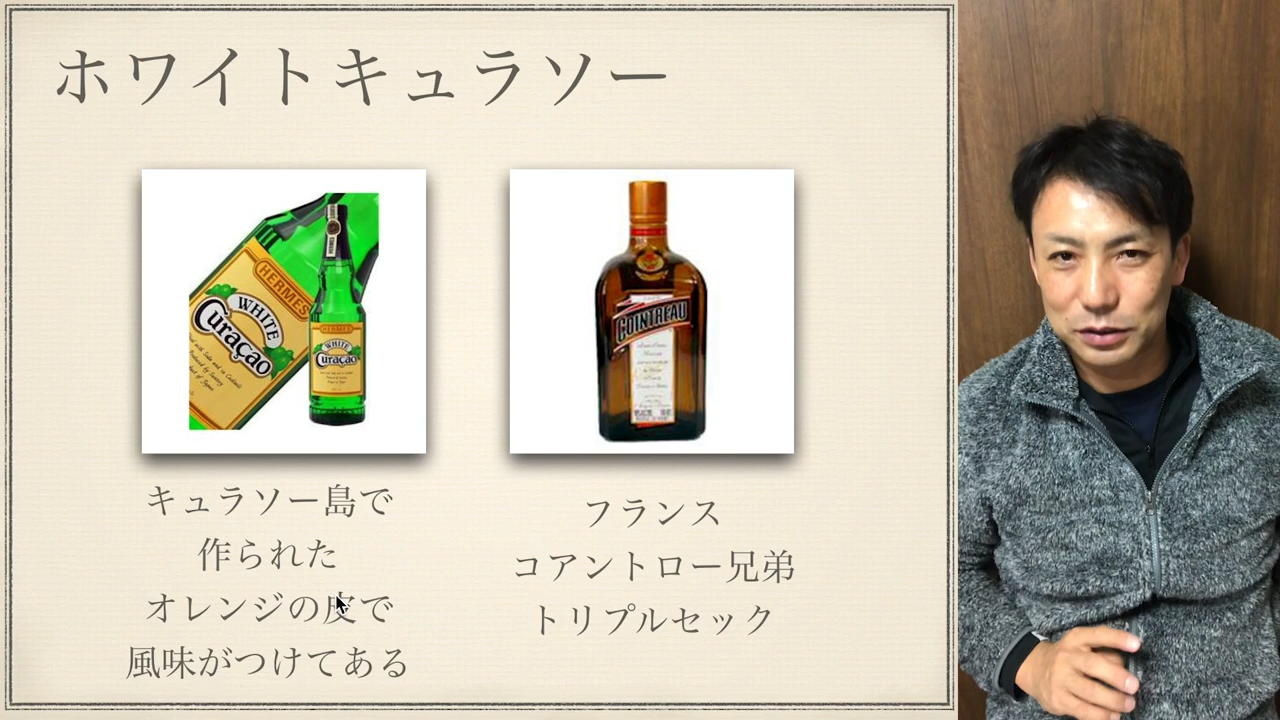 ホワイトキュラソー
HERMES
WHITE
Curaçao
HERMES
WHITE
Curaçao
COINTREAU
キュラソー島で
作られた
オレンジの皮で
風味がつけてある
フランス
コアントロー兄弟
トリプルセック